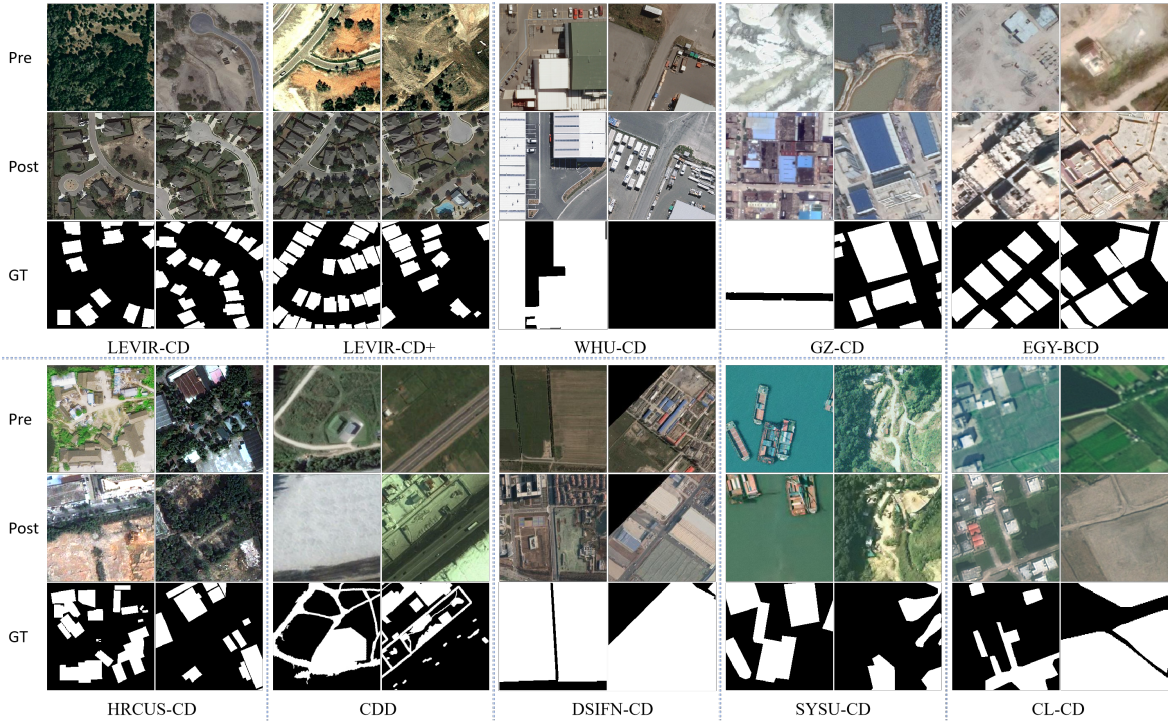 Pre
Post
GT
LEVIR-CD LEVIR-CD+ WHU-CD GZ-CD EGY-BCD
Pre
Post
GT
HRCUS-CD CDD DSIFN-CD SYSU-CD CL-CD